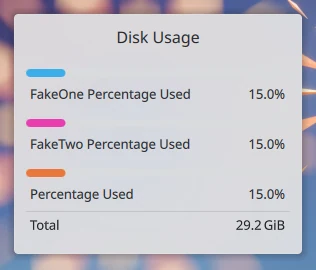 Disk Usage
FakeOne Percentage Used 15.0%
FakeTwo Percentage Used 15.0%
Percentage Used 15.0%
Total 29.2 GiB